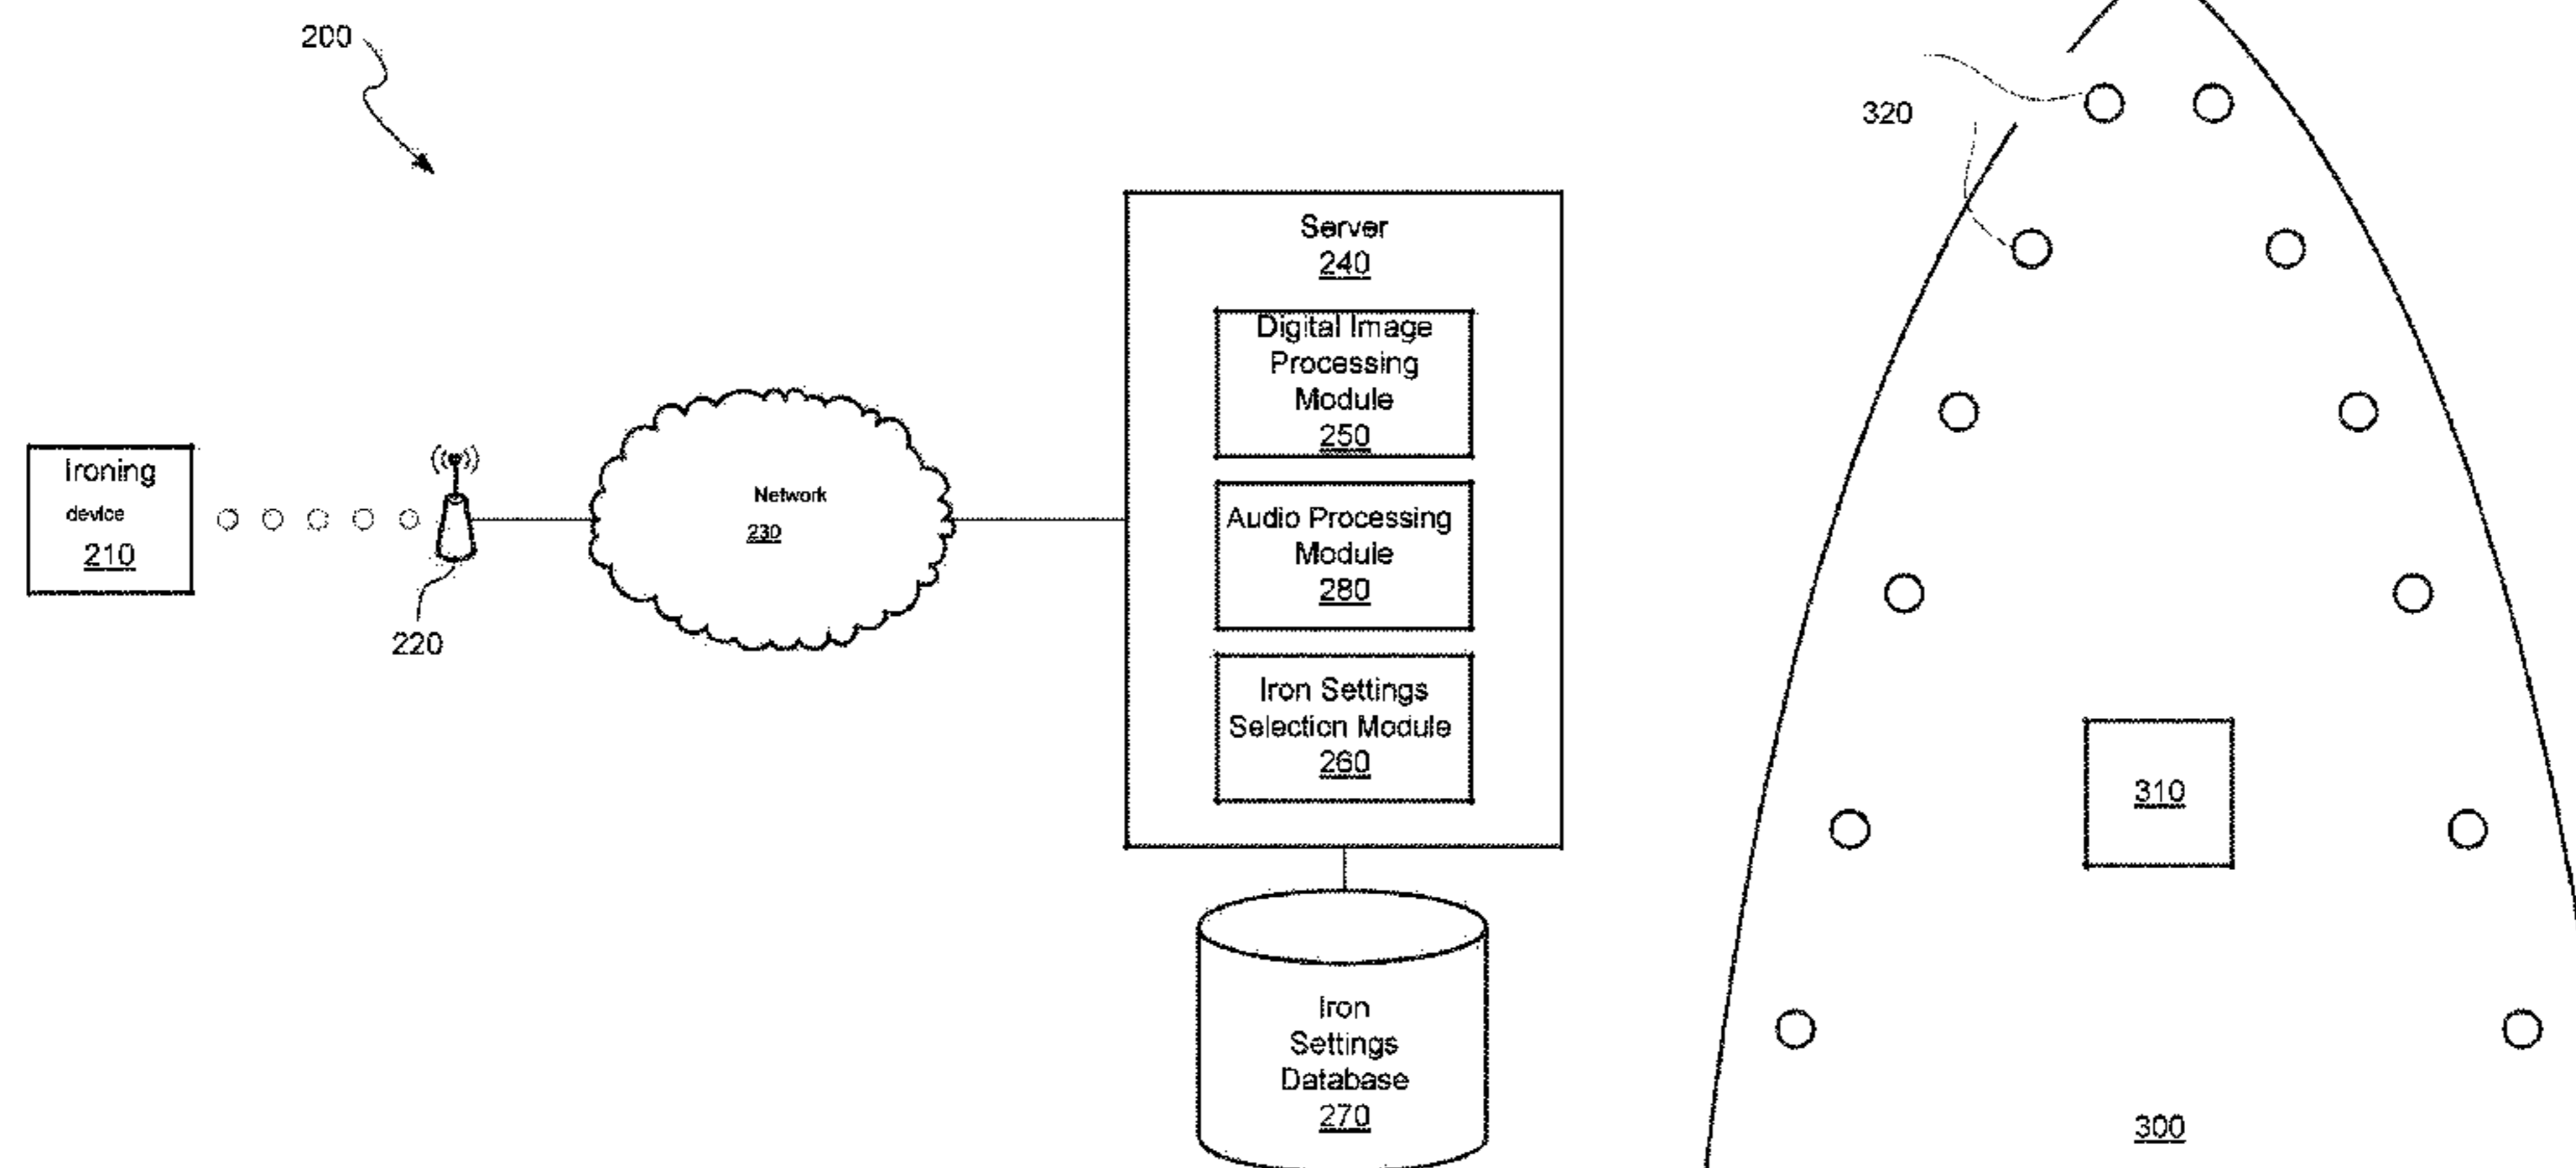 200
Ironing
device
210
220
Network
230
Server
240
Digital Image
Processing
Module
250
Audio Processing
Module
280
Iron Settings
Selection Module
260
Iron
Settings
Database
270
320
310
300